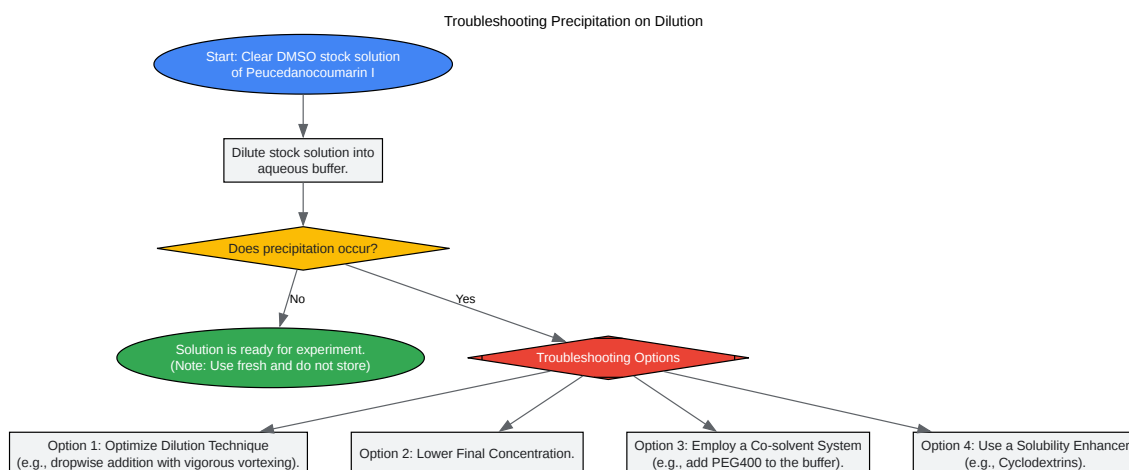 Troubleshooting Precipitation on Dilution
Start: Clear DMSO stock solution
of Peucedanocoumarin I
Dilute stock solution into
aqueous buffer.
Does precipitation occur?
No
Yes
Solution is ready for experiment.
(Note: Use fresh and do not store)
Troubleshooting Options
Option 1: Optimize Dilution Technique
(e.g., dropwise addition with vigorous vortexing).
Option 2: Lower Final Concentration.
Option 3: Employ a Co-solvent System
(e.g., add PEG400 to the buffer).
Option 4: Use a Solubility Enhancer
(e.g., Cyclodextrins).